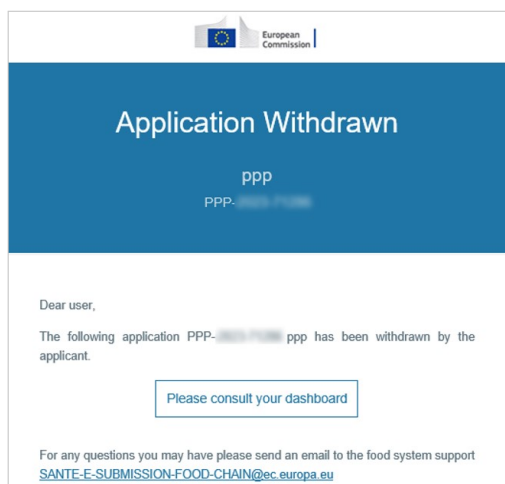 European
Commission
Application Withdrawn
ppp
PPP-
Dear user,
The following application PPP- ppp has been withdrawn by the
applicant.
Please consult your dashboard
For any questions you may have please send an email to the food system support
SANTE-E-SUBMISSION-FOOD-CHAIN@ec.europa.eu